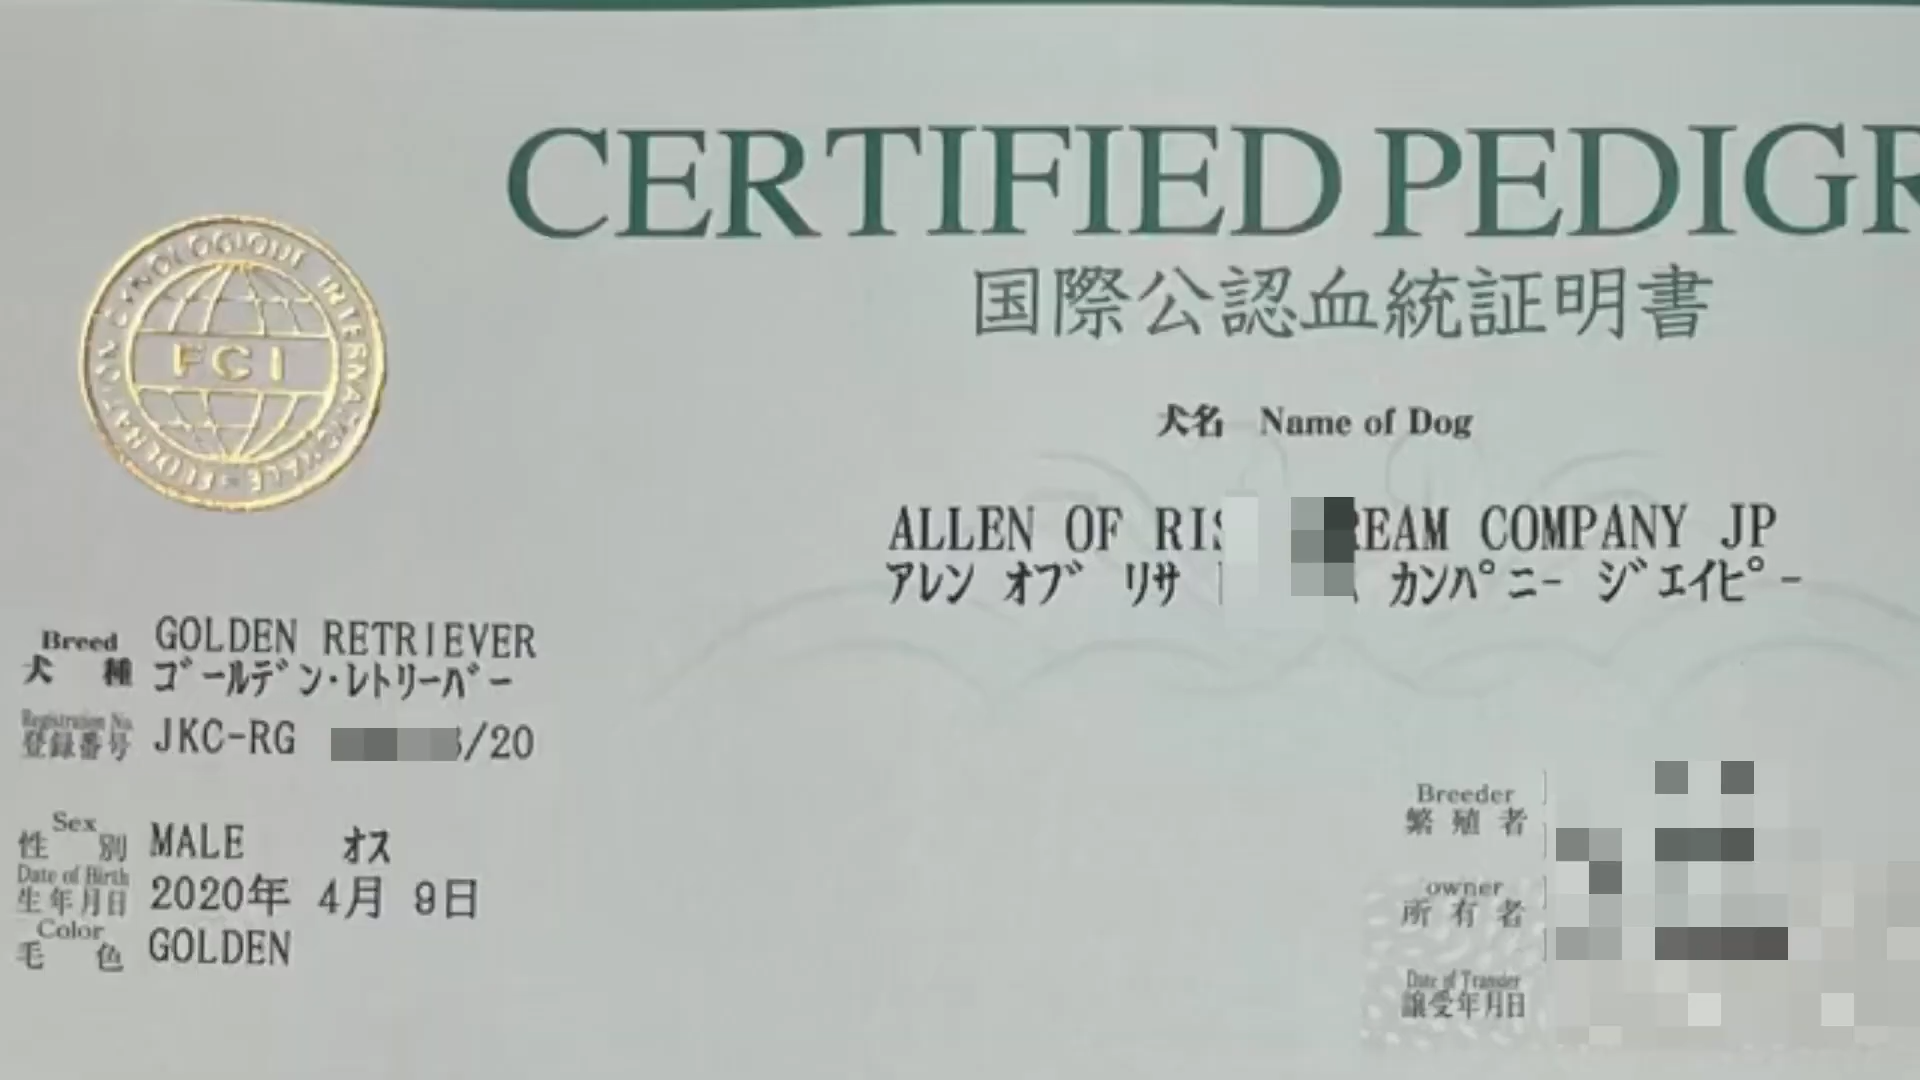 CERTIFIED PEDIGR
国際公認血統証明書
FCI
FEDERATION CYNOLOGIQUE INTERNATIONALE
犬名 Name of Dog
ALLEN OF COMPANY JP
アレン オブ リサ カンパニー ジェイピー
Breed GOLDEN RETRIEVER
犬種 ゴールデン・レトリーバー
Registration No.
登録番号 JKC-RG /20
Sex
性別 MALE オス
Date of Birth
生年月日 2020年 4月 9日
Color
毛色 GOLDEN
Breeder
繁殖者
owner
所有者
Date of Transfer
譲受年月日